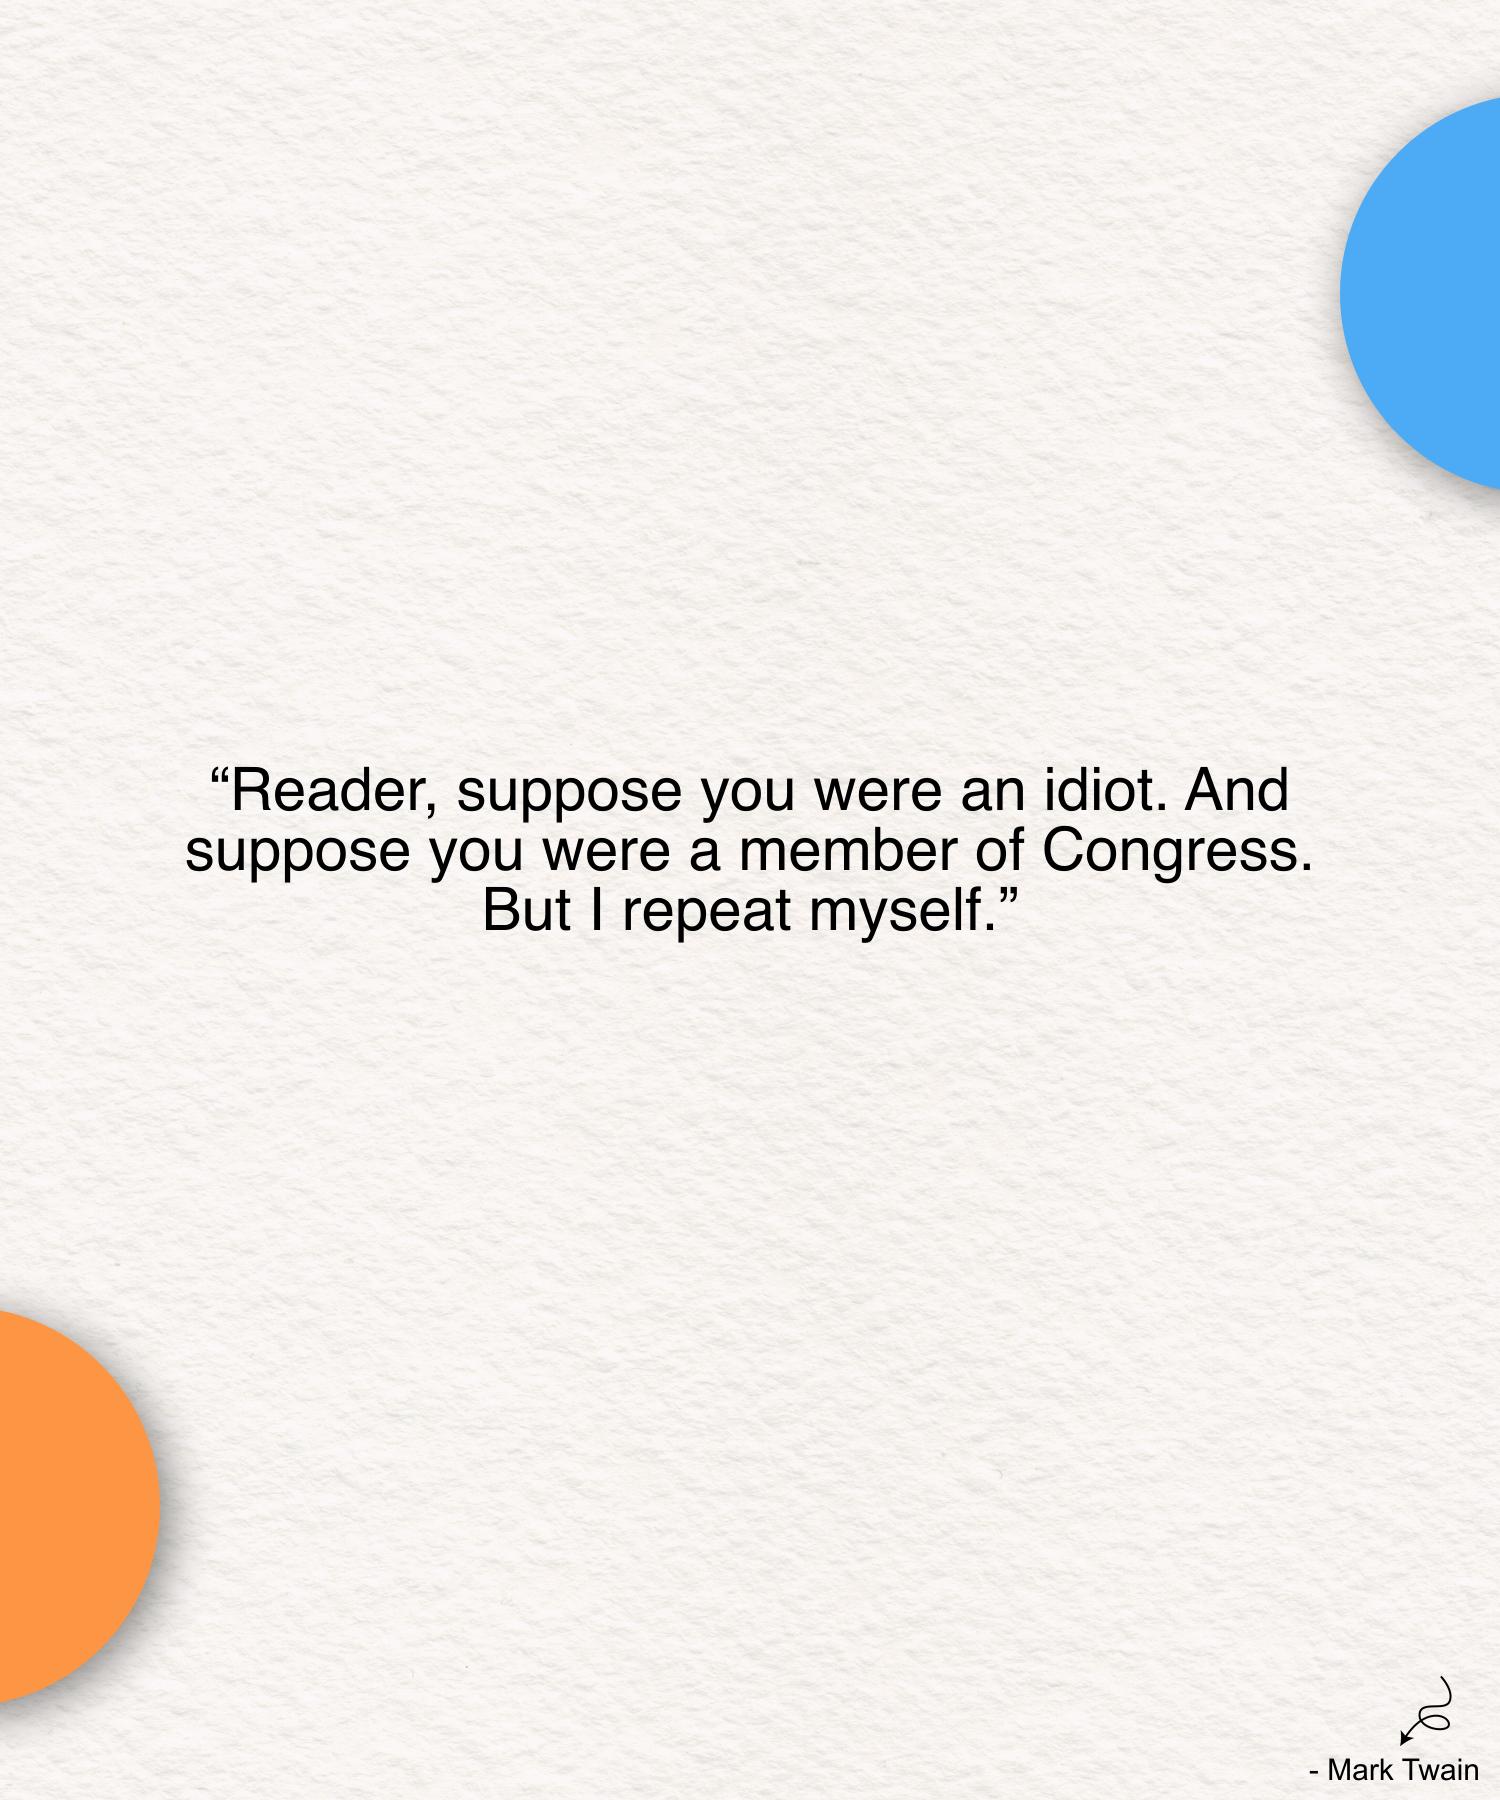 “Reader, suppose you were an idiot. And
suppose you were a member of Congress.
But I repeat myself.”
- Mark Twain